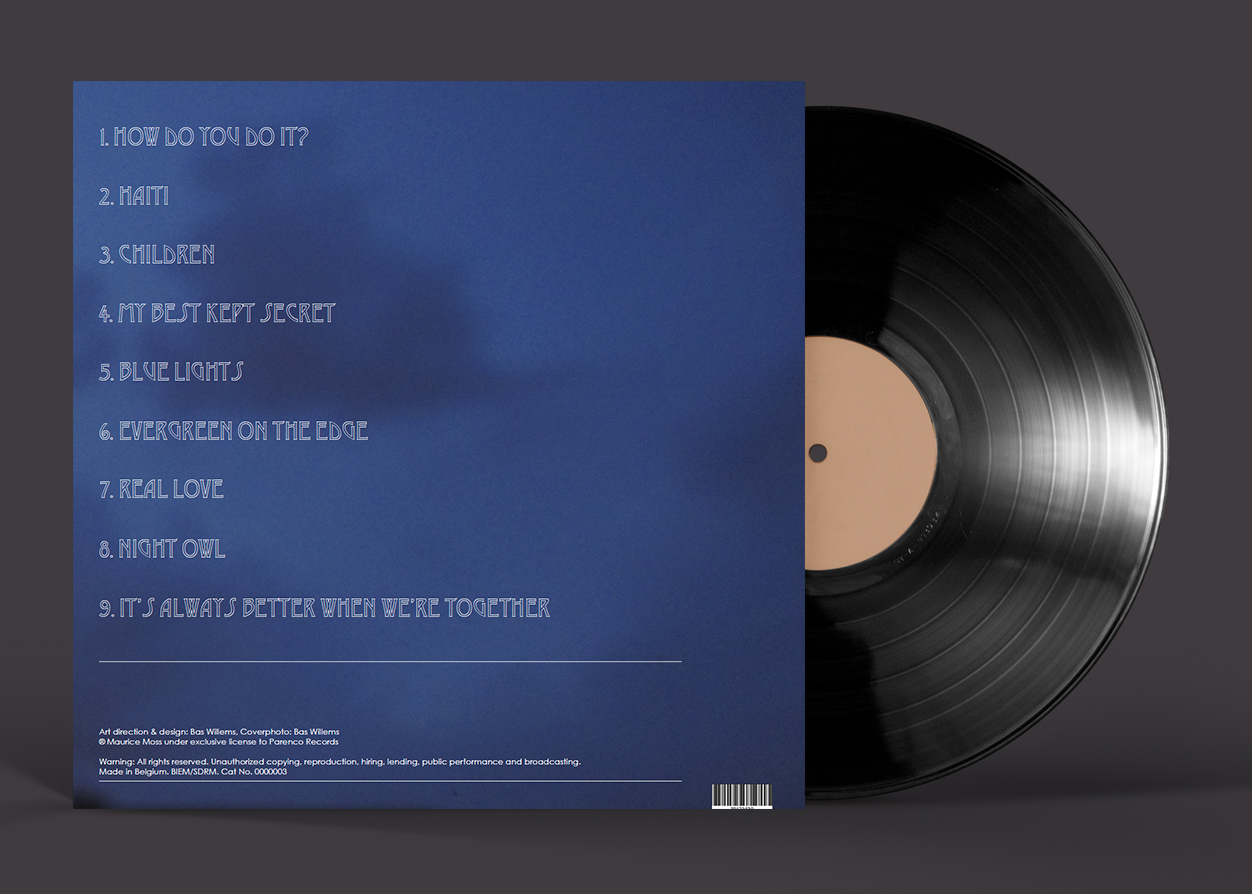 1. HOW DO YOU DO IT?
2. HAITI
3. CHILDREN
4. MY BEST KEPT SECRET
5. BLUE LIGHTS
6. EVERGREEN ON THE EDGE
7. REAL LOVE
8. NIGHT OWL
9. IT'S ALWAYS BETTER WHEN WE'RE TOGETHER
Art direction & design: Bas Willems, Coverphoto: Bas Willems
® Maurice Moss under exclusive license to Parenco Records
Warning: All rights reserved. Unauthorized copying, reproduction, hiring, lending, public performance and broadcasting.
Made in Belgium. BIEM/SDRM. Cat No. 0000003